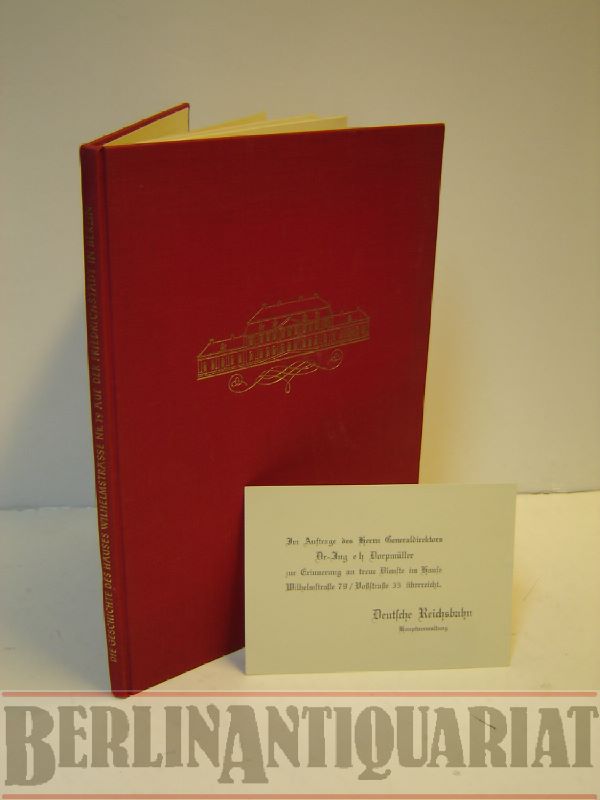 DIE GESCHICHTE DES HAUSES WILHELMSTRASSE NR. 79 AUF DER FRIEDRICHSTADT IN BERLIN
Im Auftrage des Herrn Generaldirektors
Dr-Ing e h Dorpmüller
zur Erinnerung an treue Dienste im Hause
Wilhelmstraße 79 / Voßstraße 35 überreicht.
Deutsche Reichsbahn
Hauptverwaltung
BERLINANTIQUARIAT